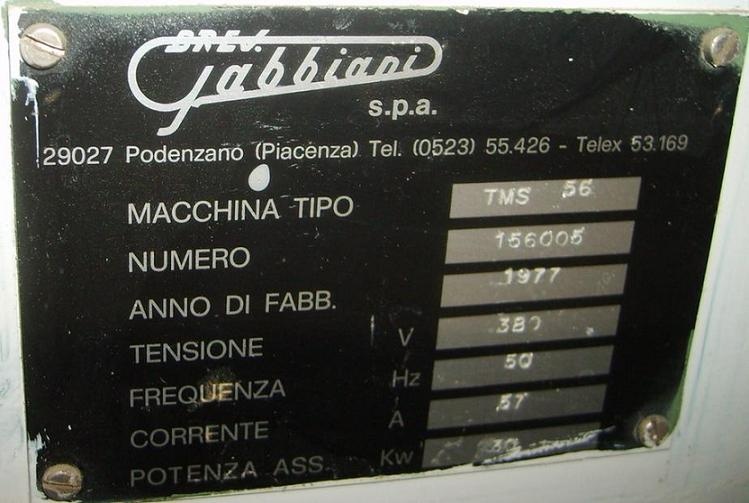 BREV.
Gabbiani
s.p.a.
29027 Podenzano (Piacenza) Tel. (0523) 55.426 - Telex 53.169
MACCHINA TIPO TMS 56
NUMERO 156005
ANNO DI FABB. 1977
TENSIONE V 380
FREQUENZA Hz 50
CORRENTE A 57
POTENZA ASS. Kw 30